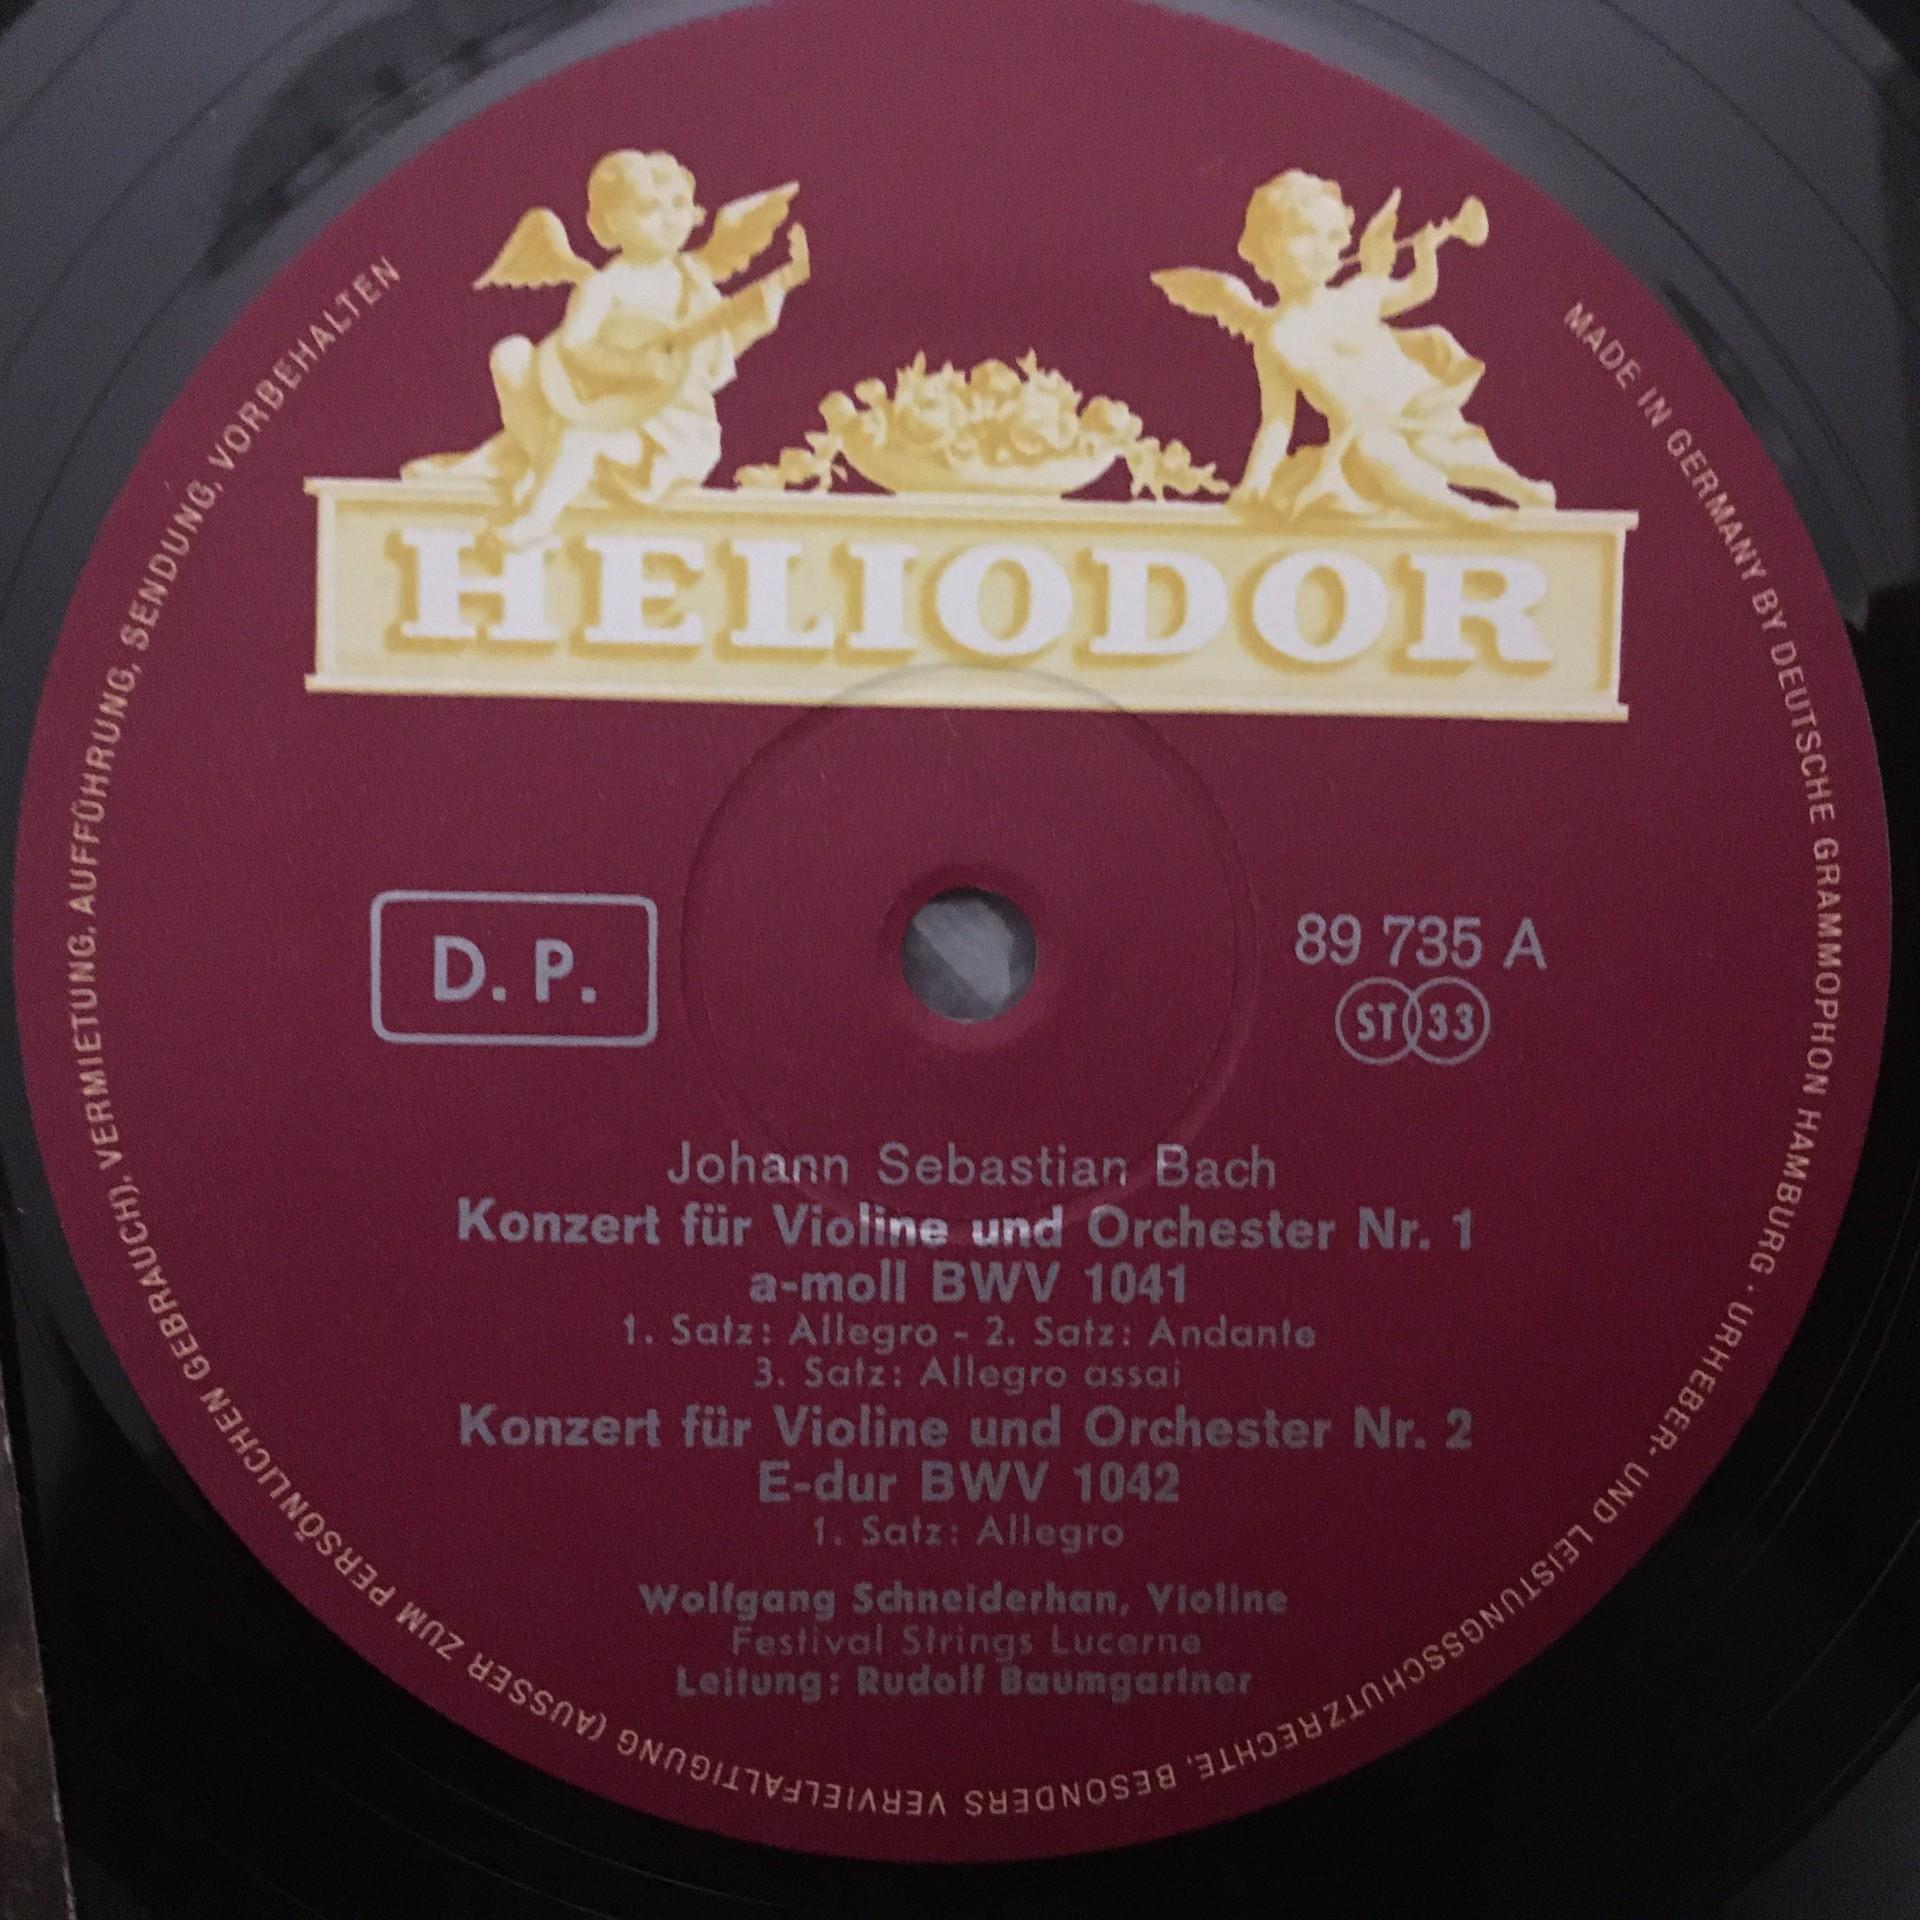 HELIODOR
D. P.
89 735 A
ST 33
Johann Sebastian Bach
Konzert für Violine und Orchester Nr. 1
a-moll BWV 1041
1. Satz: Allegro - 2. Satz: Andante
3. Satz: Allegro assai
Konzert für Violine und Orchester Nr. 2
E-dur BWV 1042
1. Satz: Allegro
Wolfgang Schneiderhan, Violine
Festival Strings Lucerne
Leitung: Rudolf Baumgartner
MADE IN GERMANY BY DEUTSCHE GRAMMOPHON HAMBURG · URHEBER- UND LEISTUNGSSCHUTZRECHTE, BESONDERS VERVIELFÄLTIGUNG (AUSSER ZUM PERSÖNLICHEN GEBRAUCH), VERMIETUNG, AUFFÜHRUNG, SENDUNG, VORBEHALTEN